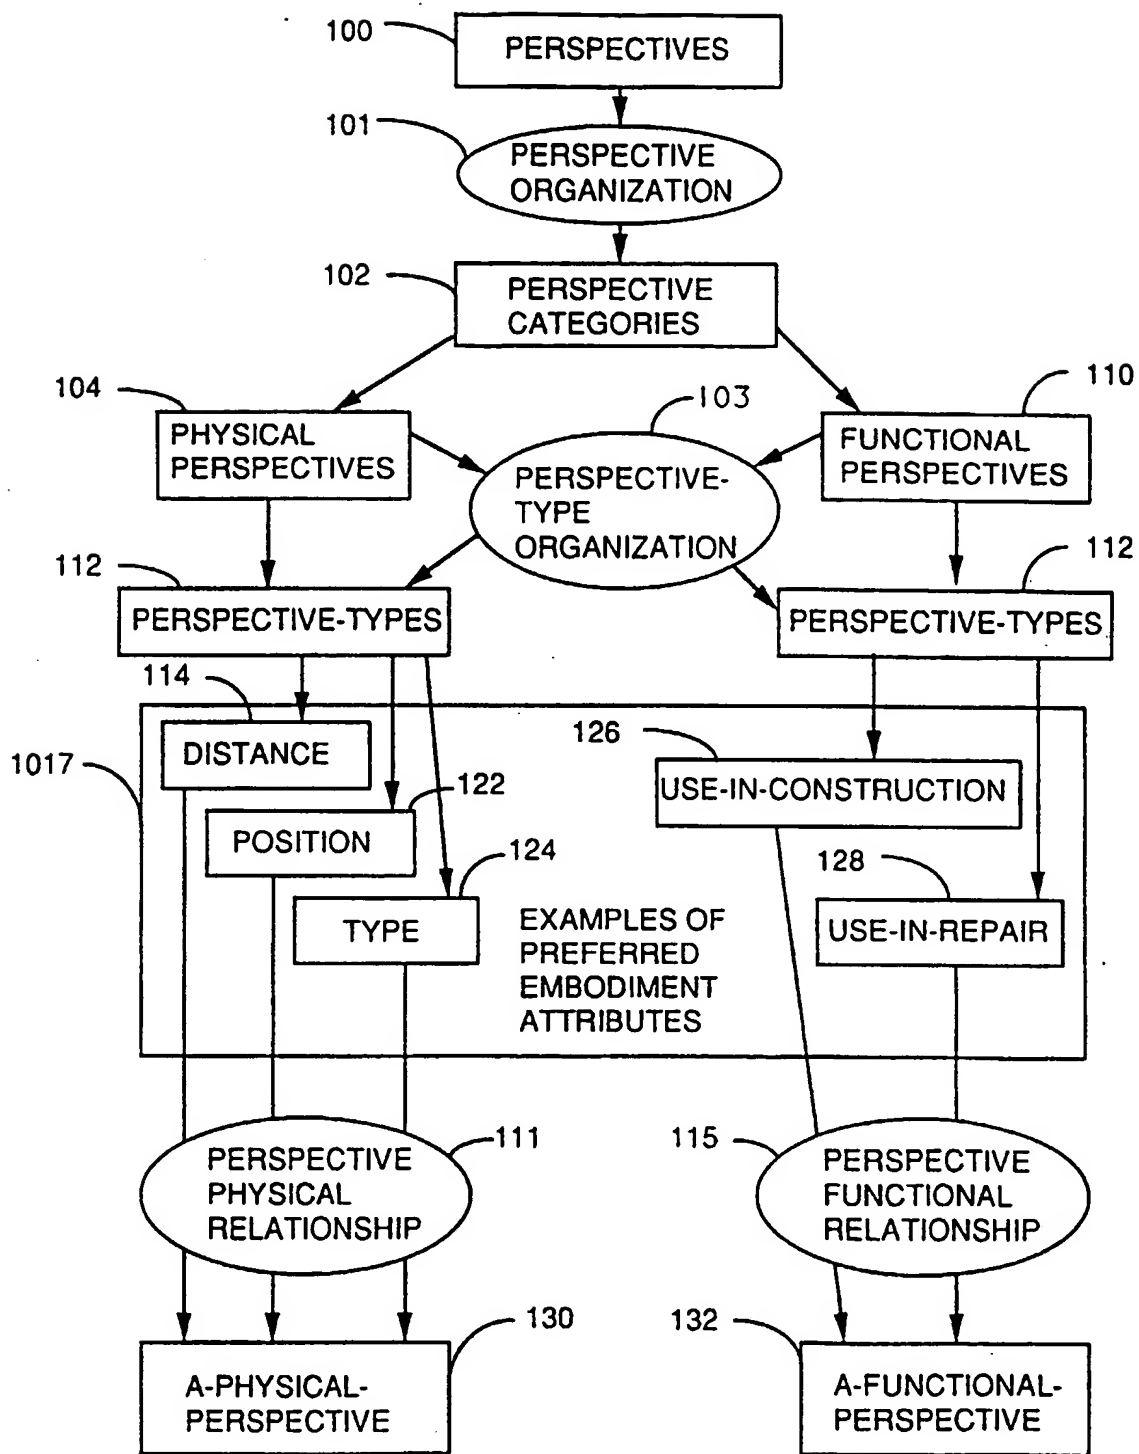 100
PERSPECTIVES
101
PERSPECTIVE
ORGANIZATION
102
PERSPECTIVE
CATEGORIES
104
PHYSICAL
PERSPECTIVES
103
PERSPECTIVE-
TYPE
ORGANIZATION
110
FUNCTIONAL
PERSPECTIVES
112
PERSPECTIVE-TYPES
112
PERSPECTIVE-TYPES
1017
114
DISTANCE
122
POSITION
124
TYPE
EXAMPLES OF
PREFERRED
EMBODIMENT
ATTRIBUTES
126
USE-IN-CONSTRUCTION
128
USE-IN-REPAIR
111
PERSPECTIVE
PHYSICAL
RELATIONSHIP
115
PERSPECTIVE
FUNCTIONAL
RELATIONSHIP
130
A-PHYSICAL-
PERSPECTIVE
132
A-FUNCTIONAL-
PERSPECTIVE